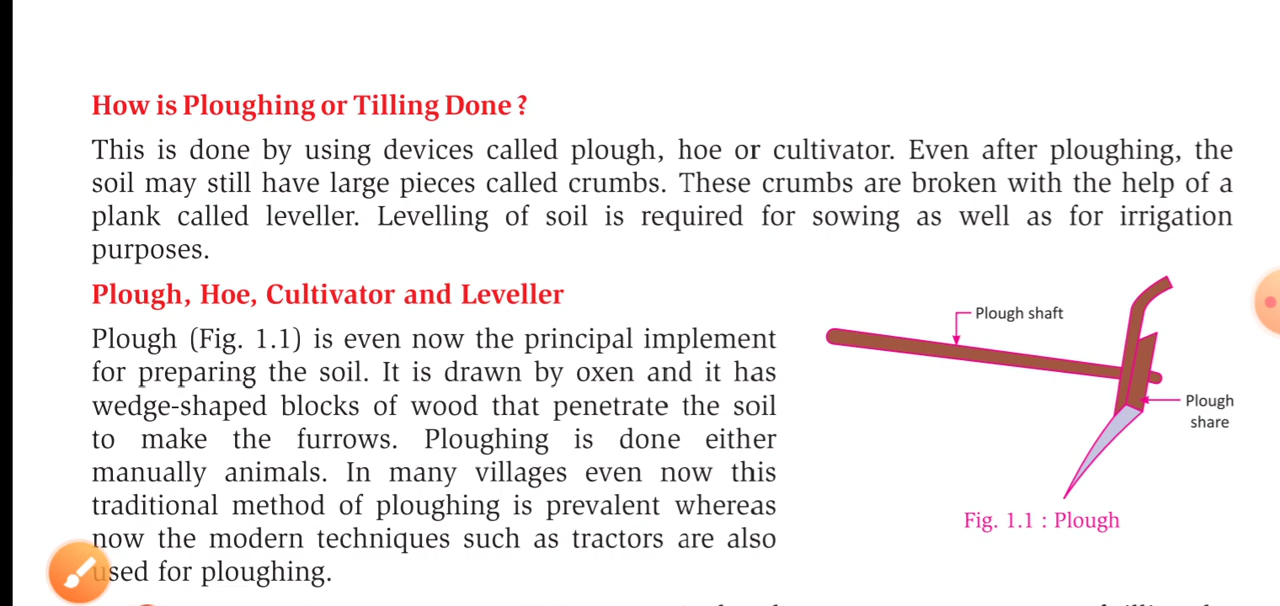 How is Ploughing or Tilling Done ?
This is done by using devices called plough, hoe or cultivator. Even after ploughing, the
soil may still have large pieces called crumbs. These crumbs are broken with the help of a
plank called leveller. Levelling of soil is required for sowing as well as for irrigation
purposes.
Plough, Hoe, Cultivator and Leveller
Plough (Fig. 1.1) is even now the principal implement
for preparing the soil. It is drawn by oxen and it has
wedge-shaped blocks of wood that penetrate the soil
to make the furrows. Ploughing is done either
manually animals. In many villages even now this
traditional method of ploughing is prevalent whereas
now the modern techniques such as tractors are also
used for ploughing.
Plough shaft
Plough
share
Fig. 1.1 : Plough